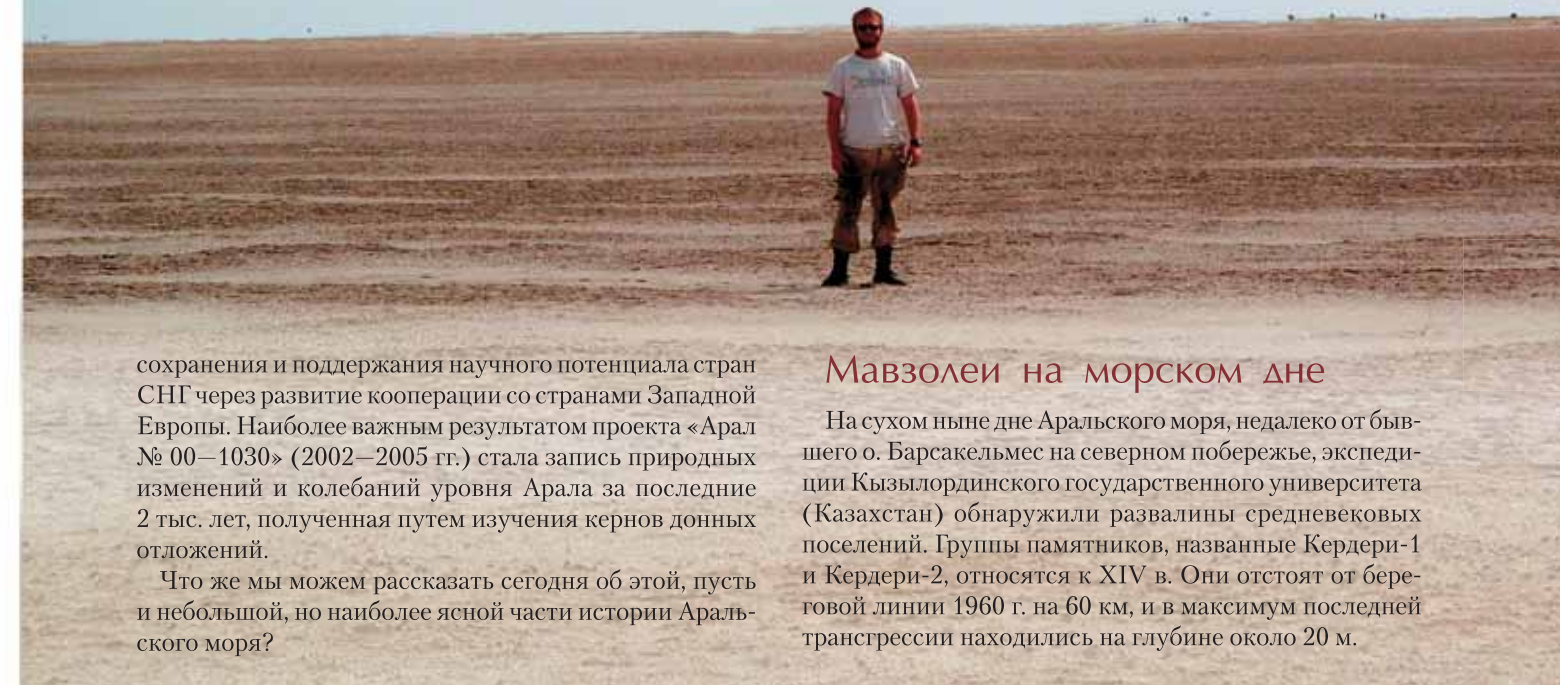 сохранения и поддержания научного потенциала стран
СНГ через развитие кооперации со странами Западной
Европы. Наиболее важным результатом проекта «Арал
№ 00—1030» (2002—2005 гг.) стала запись природных
изменений и колебаний уровня Арала за последние
2 тыс. лет, полученная путем изучения кернов донных
отложений.
Что же мы можем рассказать сегодня об этой, пусть
и небольшой, но наиболее ясной части истории Араль-
ского моря?
Мавзолеи на морском дне
На сухом ныне дне Аральского моря, недалеко от быв-
шего о. Барсакельмес на северном побережье, экспеди-
ции Кызылординского государственного университета
(Казахстан) обнаружили развалины средневековых
поселений. Группы памятников, названные Кердери-1
и Кердери-2, относятся к XIV в. Они отстоят от бере-
говой линии 1960 г. на 60 км, и в максимум последней
трансгрессии находились на глубине около 20 м.